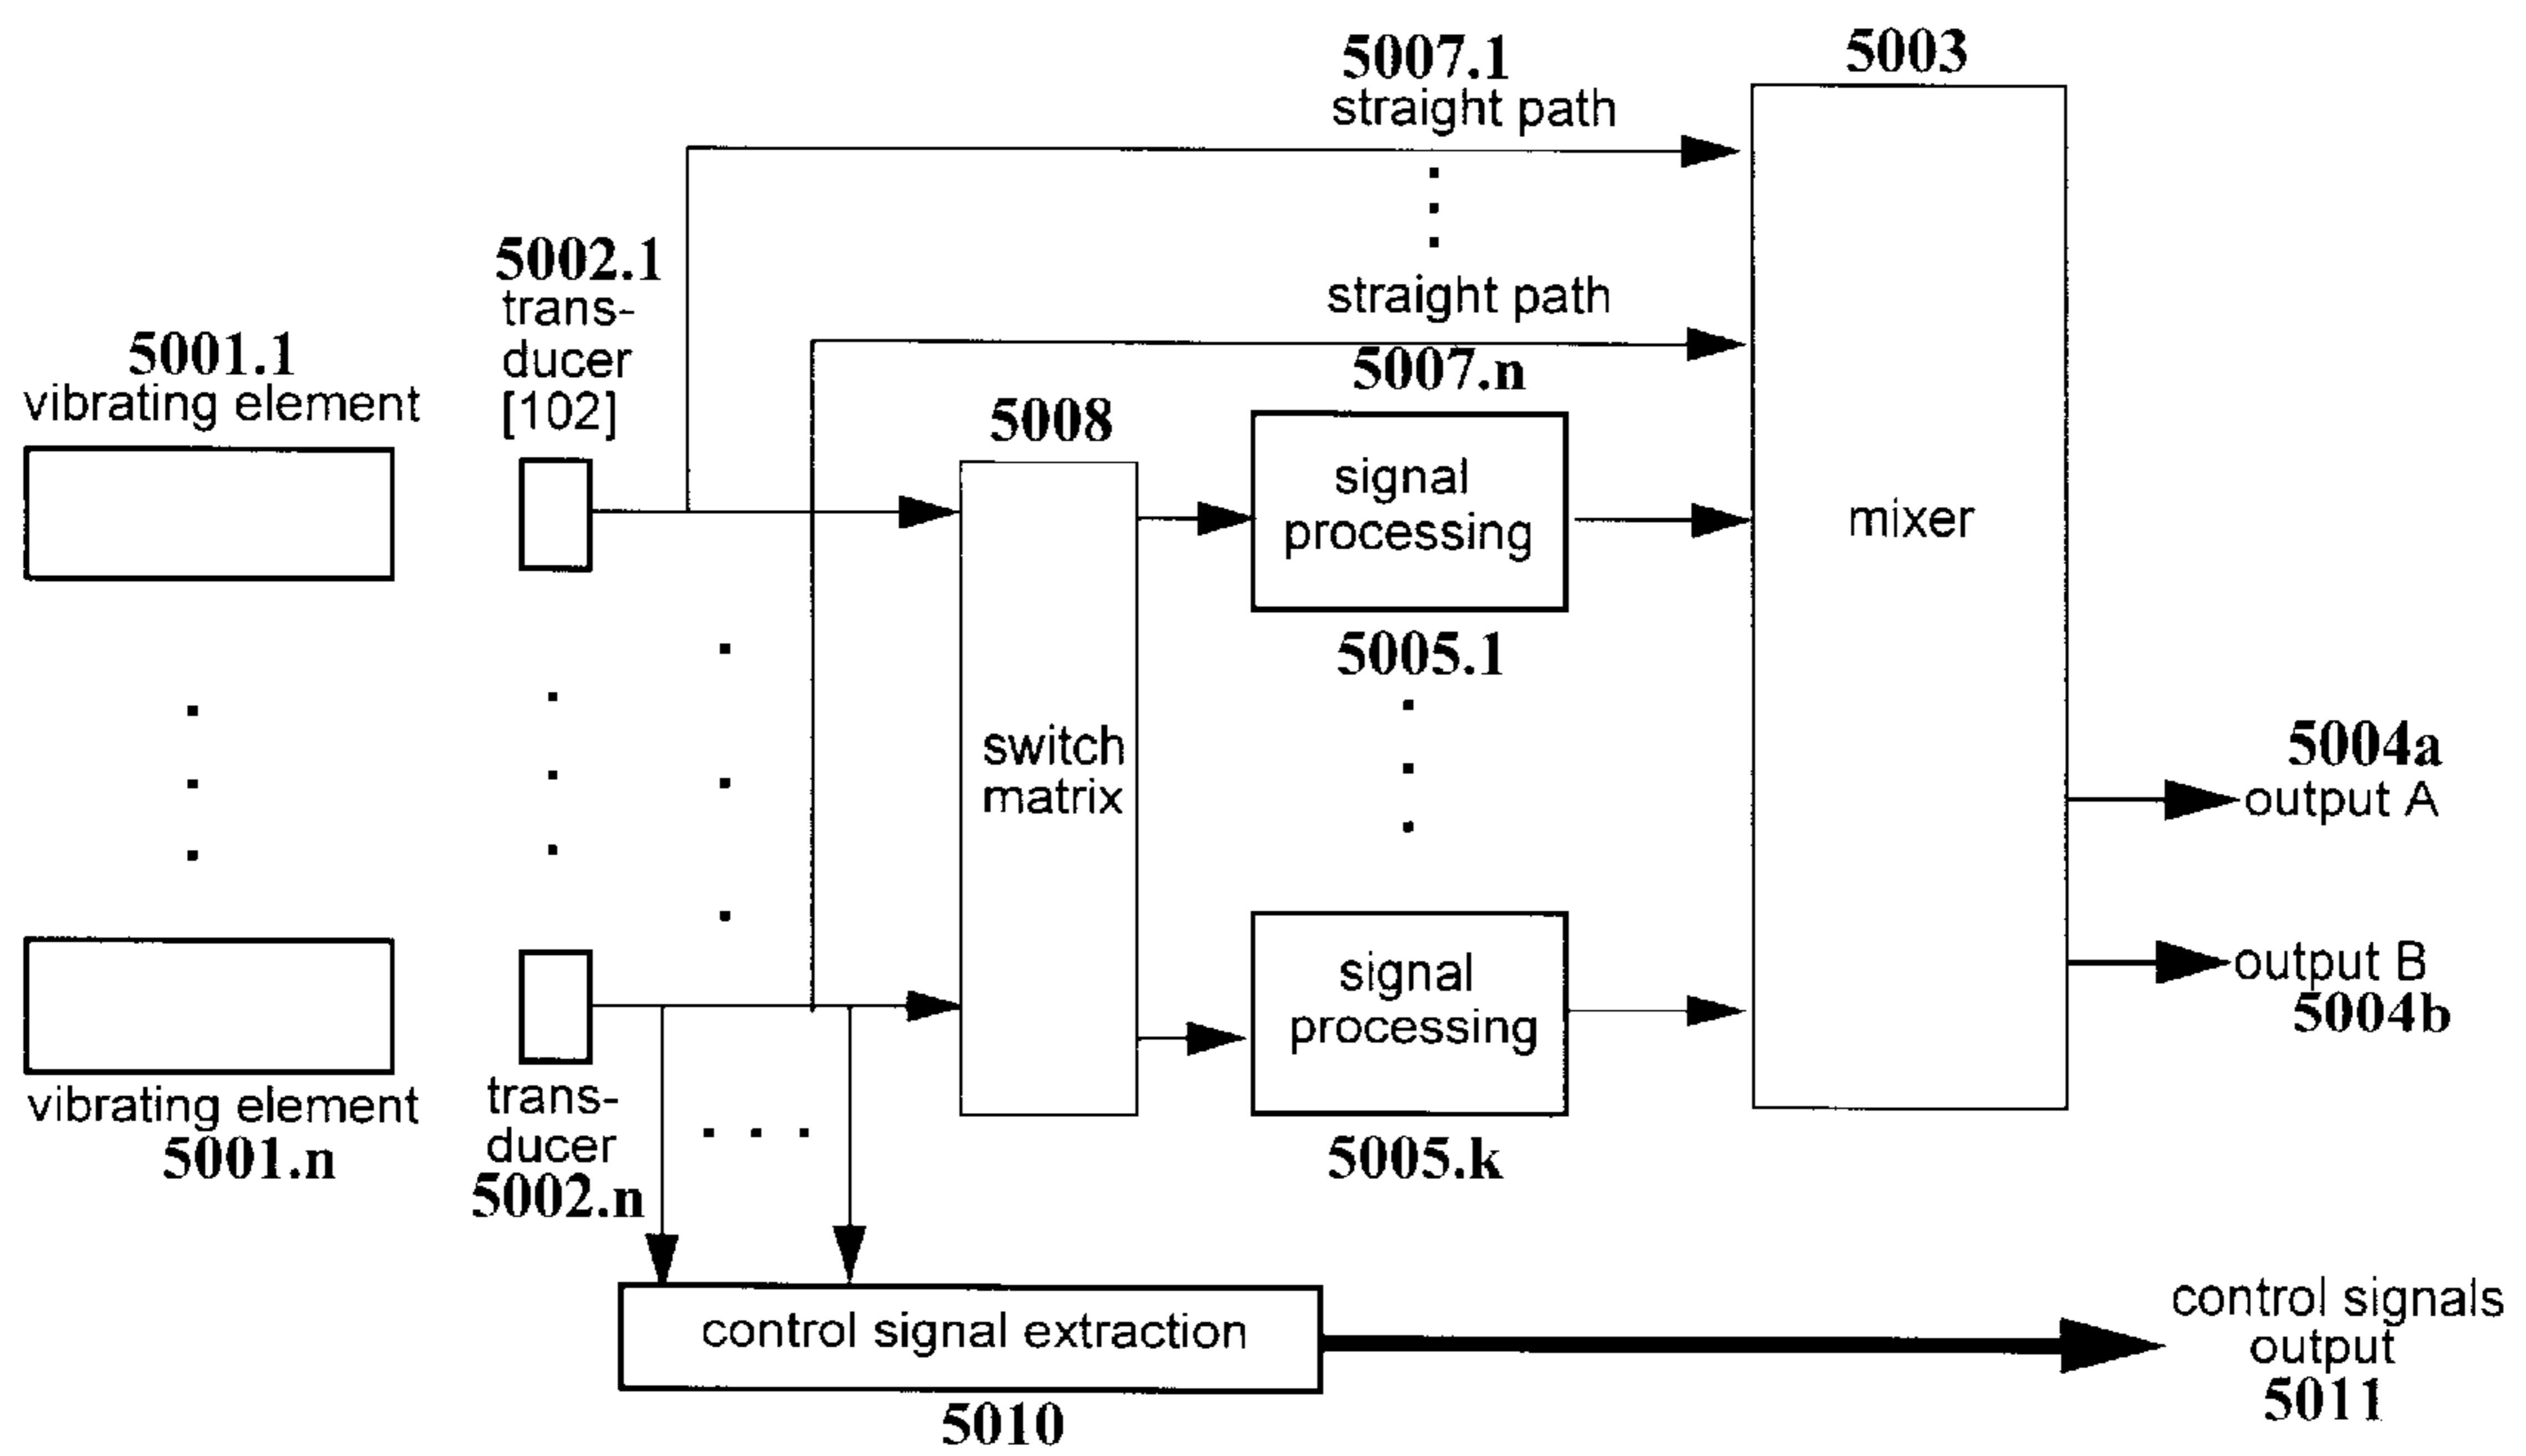 5007.1
straight path
5003
5002.1
trans-
ducer
[102]
straight path
5007.n
5001.1
vibrating element
5008
signal
processing
5005.1
mixer
switch
matrix
5004a
output A
output B
5004b
signal
processing
5005.k
vibrating element
5001.n
trans-
ducer
5002.n
control signal extraction
5010
control signals
output
5011